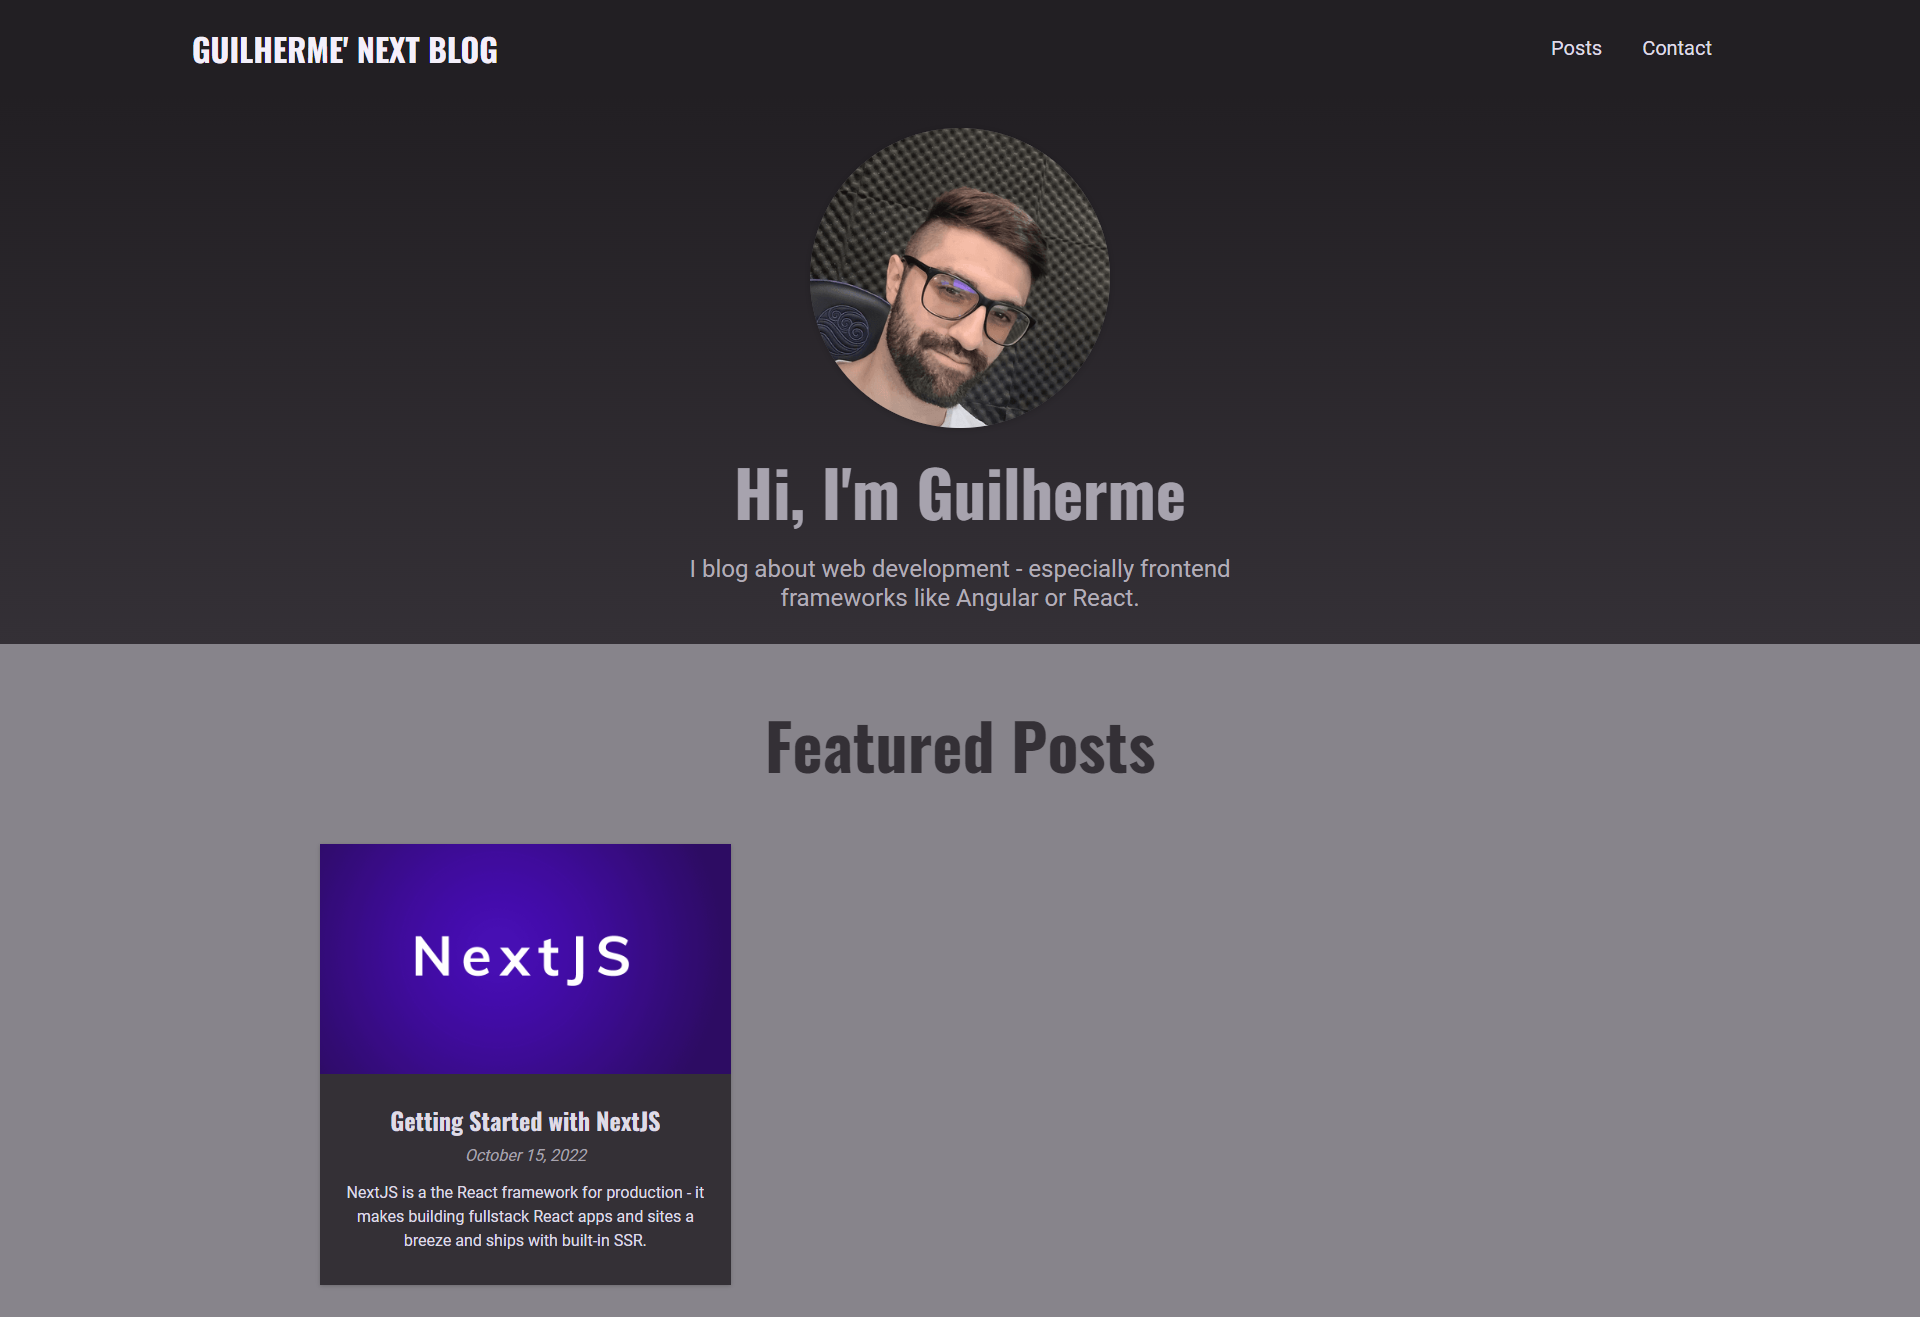 GUILHERME' NEXT BLOG
Posts
Contact
Hi, I'm Guilherme
I blog about web development - especially frontend
frameworks like Angular or React.
Featured Posts
NextJS
Getting Started with NextJS
October 15, 2022
NextJS is a the React framework for production - it
makes building fullstack React apps and sites a
breeze and ships with built-in SSR.